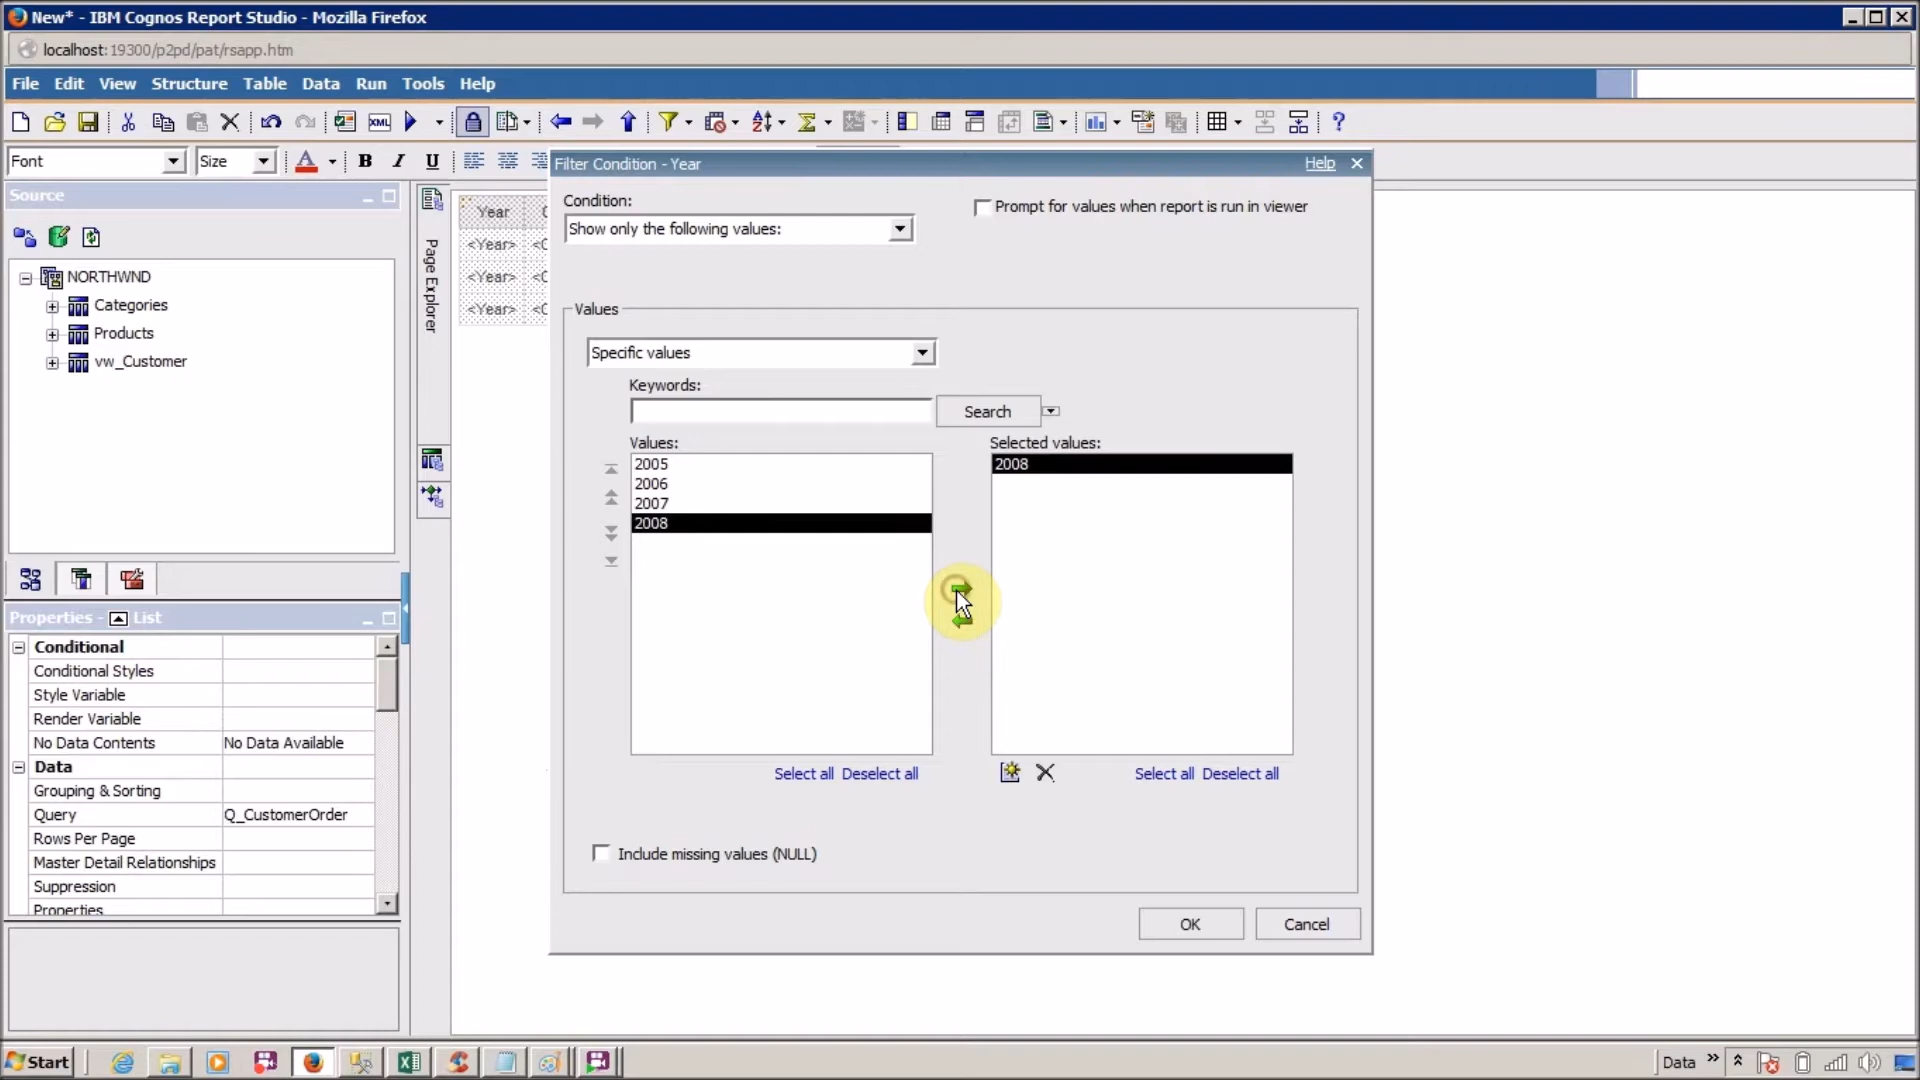 New* - IBM Cognos Report Studio - Mozilla Firefox
localhost:19300/p2pd/pat/rsapp.htm
File Edit View Structure Table Data Run Tools Help
XML
Font Size A B I U
Source
NORTHWND
Categories
Products
vw_Customer
Page Explorer
Year
<Year> <C
<Year> <C
<Year> <C
Filter Condition - Year Help
Condition:
Show only the following values:
Prompt for values when report is run in viewer
Values
Specific values
Keywords:
Search
Values:
2005
2006
2007
2008
Selected values:
2008
Select all Deselect all
Select all Deselect all
Include missing values (NULL)
OK Cancel
Properties - List
Conditional
Conditional Styles
Style Variable
Render Variable
No Data Contents No Data Available
Data
Grouping & Sorting
Query Q_CustomerOrder
Rows Per Page
Master Detail Relationships
Suppression
Properties
Start
Data »